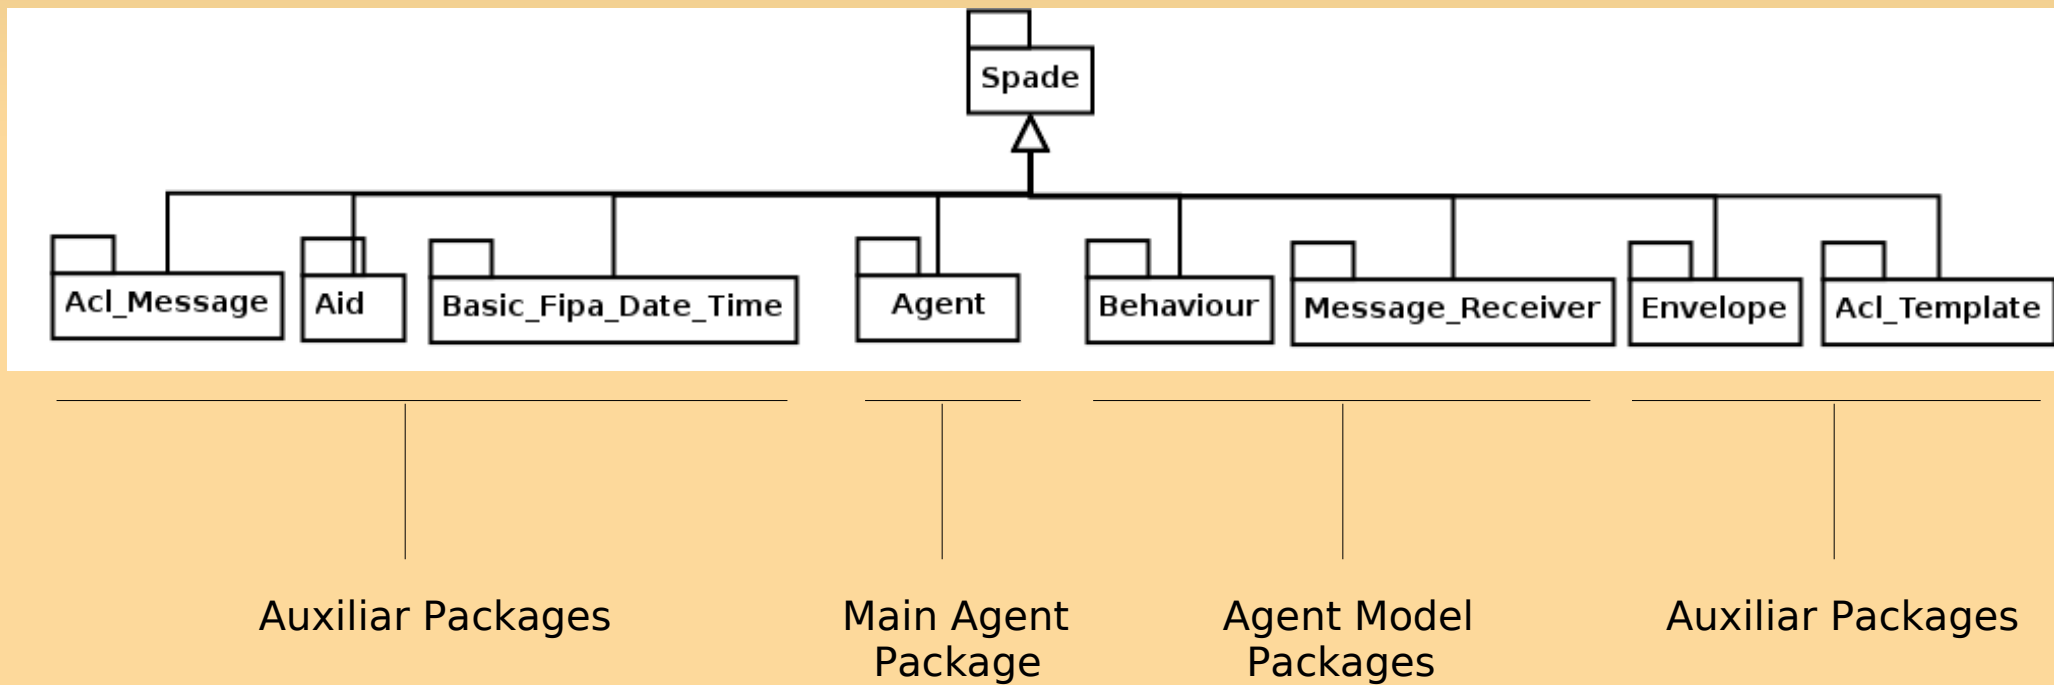 Spade
Acl_Message
Aid
Basic_Fipa_Date_Time
Agent
Behaviour
Message_Receiver
Envelope
Acl_Template
Auxiliar Packages
Main Agent
Package
Agent Model
Packages
Auxiliar Packages